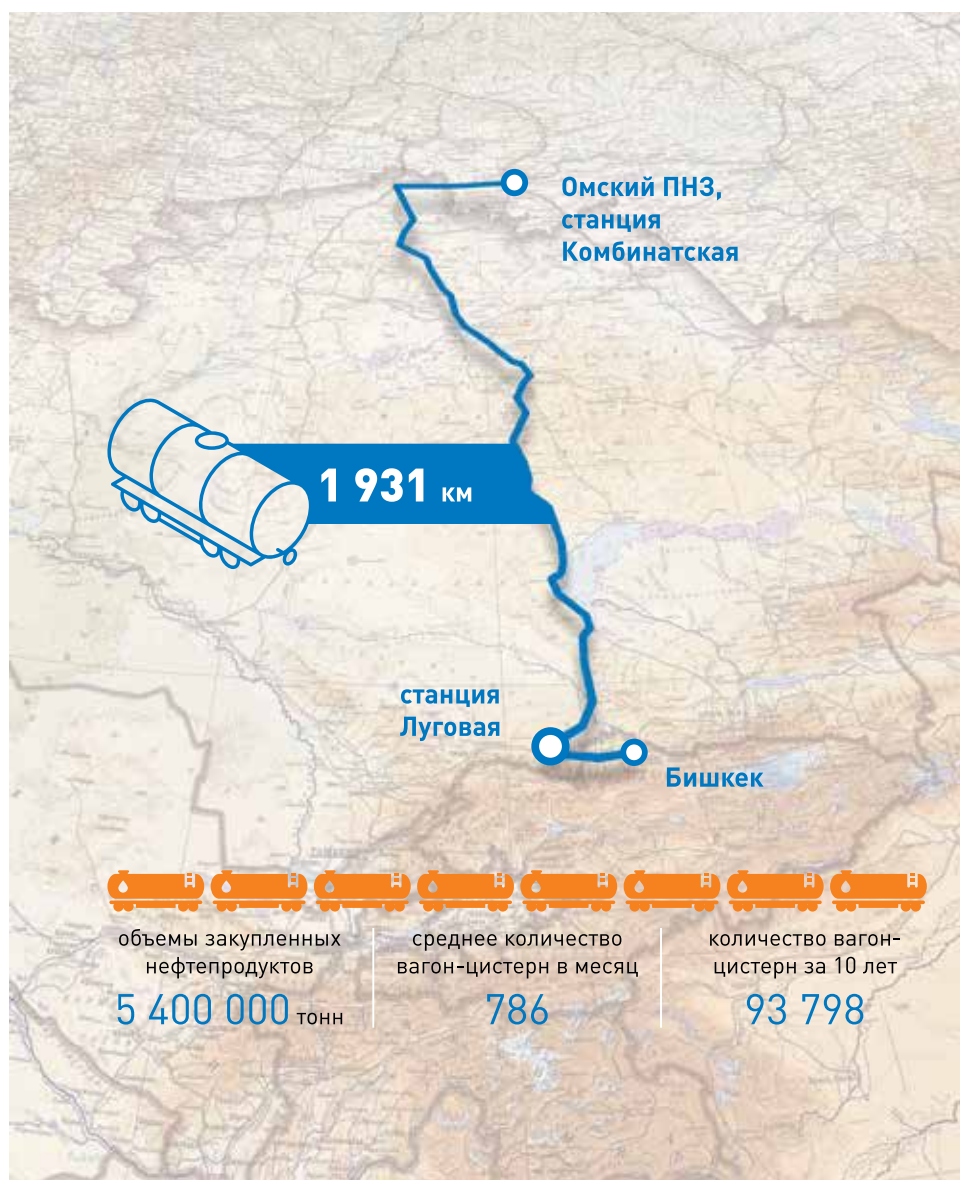 Омский ПНЗ,
станция
Комбинатская
1 931 км
станция
Луговая
Бишкек
объемы закупленных
нефтепродуктов
5 400 000 тонн
среднее количество
вагон-цистерн в месяц
786
количество вагон-
цистерн за 10 лет
93 798